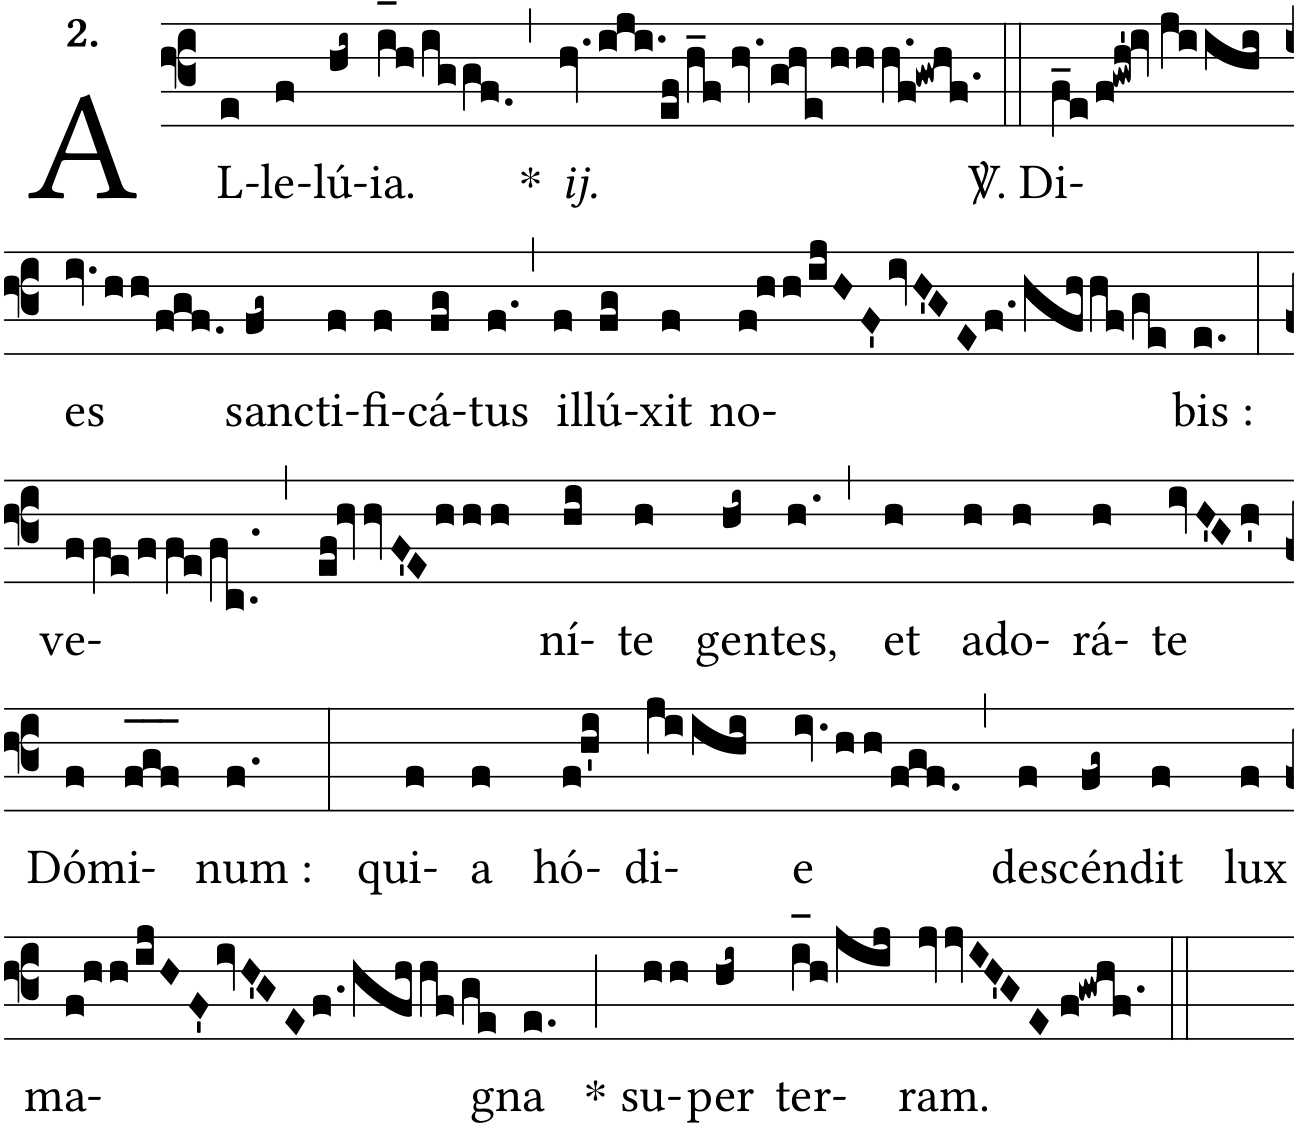 2.
AL-le-lú-ia. * ij. ℣. Di-
es sancti-fi-cá-tus illú-xit no- bis :
ve- ní- te gentes, et ado- rá- te
Dómi- num : qui- a hó- di- e descéndit lux
ma- gna * su-per ter- ram.